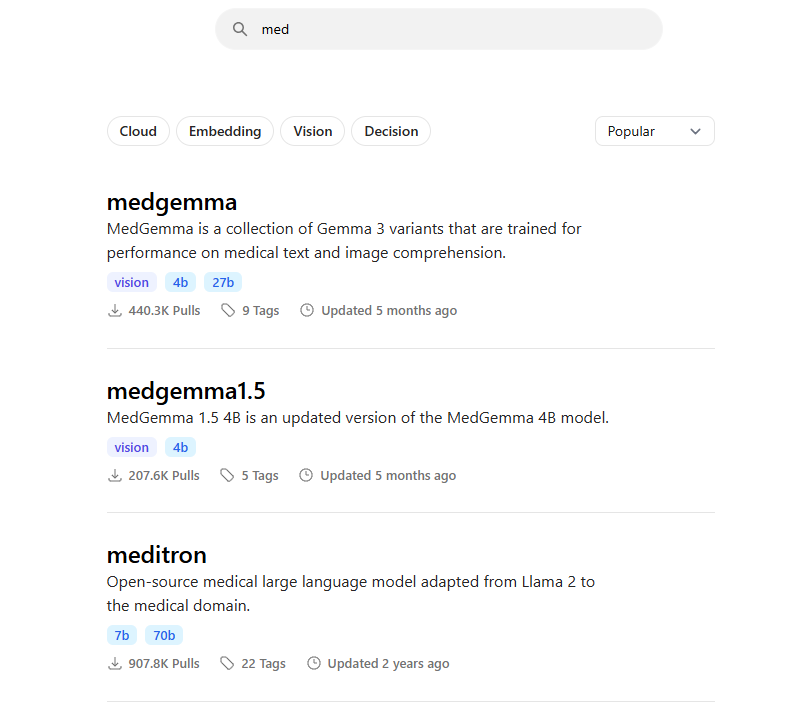 med
Cloud
Embedding
Vision
Decision
Popular
medgemma
MedGemma is a collection of Gemma 3 variants that are trained for
performance on medical text and image comprehension.
vision 4b 27b
440.3K Pulls 9 Tags Updated 5 months ago
medgemma1.5
MedGemma 1.5 4B is an updated version of the MedGemma 4B model.
vision 4b
207.6K Pulls 5 Tags Updated 5 months ago
meditron
Open-source medical large language model adapted from Llama 2 to
the medical domain.
7b 70b
907.8K Pulls 22 Tags Updated 2 years ago